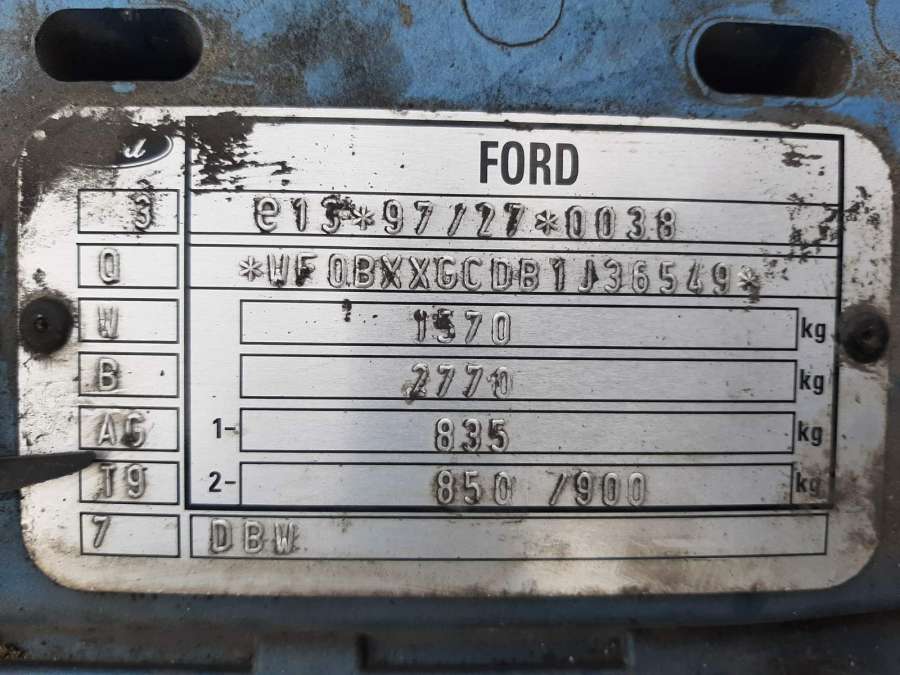 FORD
3 e13*97/27*0038
Q *WF0BXXGCDB1J36549*
W 1570 kg
B 2770 kg
AG 1- 835 kg
T9 2- 850 /900 kg
7 DBW